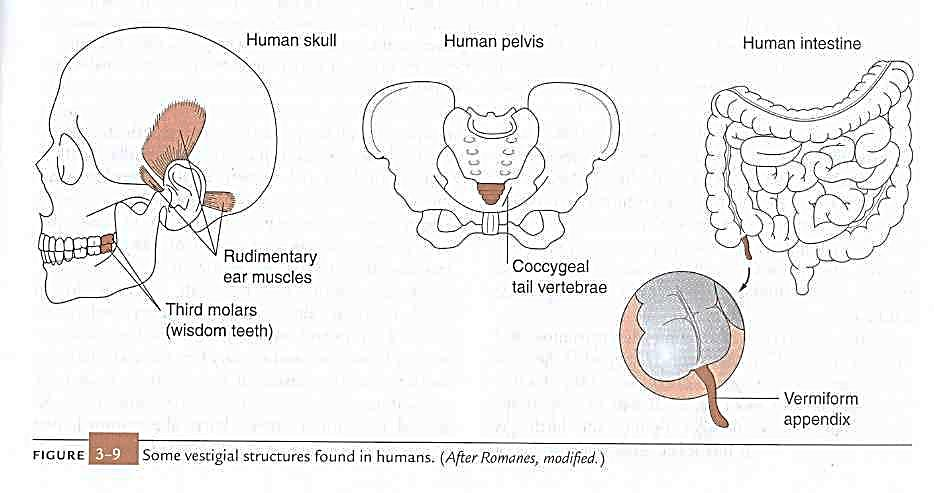 Human skull
Human pelvis
Human intestine
Rudimentary
ear muscles
Third molars
(wisdom teeth)
Coccygeal
tail vertebrae
Vermiform
appendix
FIGURE 3–9 Some vestigial structures found in humans. (After Romanes, modified.)